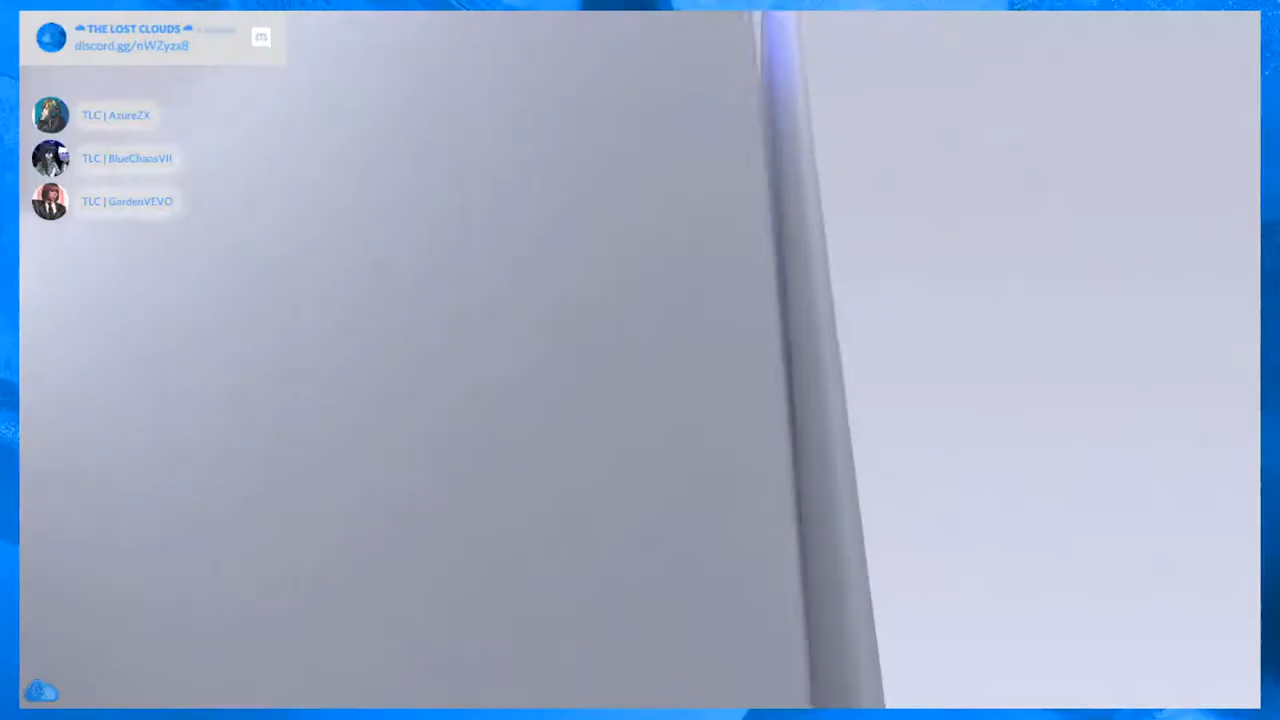 THE LOST CLOUDS
discord.gg/nWZyzx8
TLC | AzureZX
TLC | BlueChaosVII
TLC | GardenVEVO